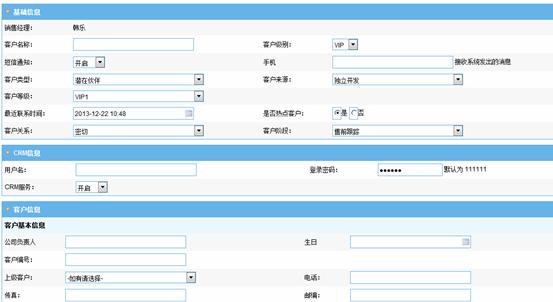 基础信息
销售经理: 韩乐
客户名称: 客户级别: VIP
短信通知: 开启 手机 接收系统发出的消息
客户类型: 潜在伙伴 客户来源: 独立开发
客户等级: VIP1
最近联系时间: 2013-12-22 10:48 是否热点客户: 是 否
客户关系: 密切 客户阶段: 售前跟踪
CRM信息
用户名: 登录密码: ●●●●●● 默认为 111111
CRM服务: 开启
客户信息
客户基本信息
公司负责人 生日
客户编号:
上级客户: -如有请选择- 电话:
传真: 邮编: